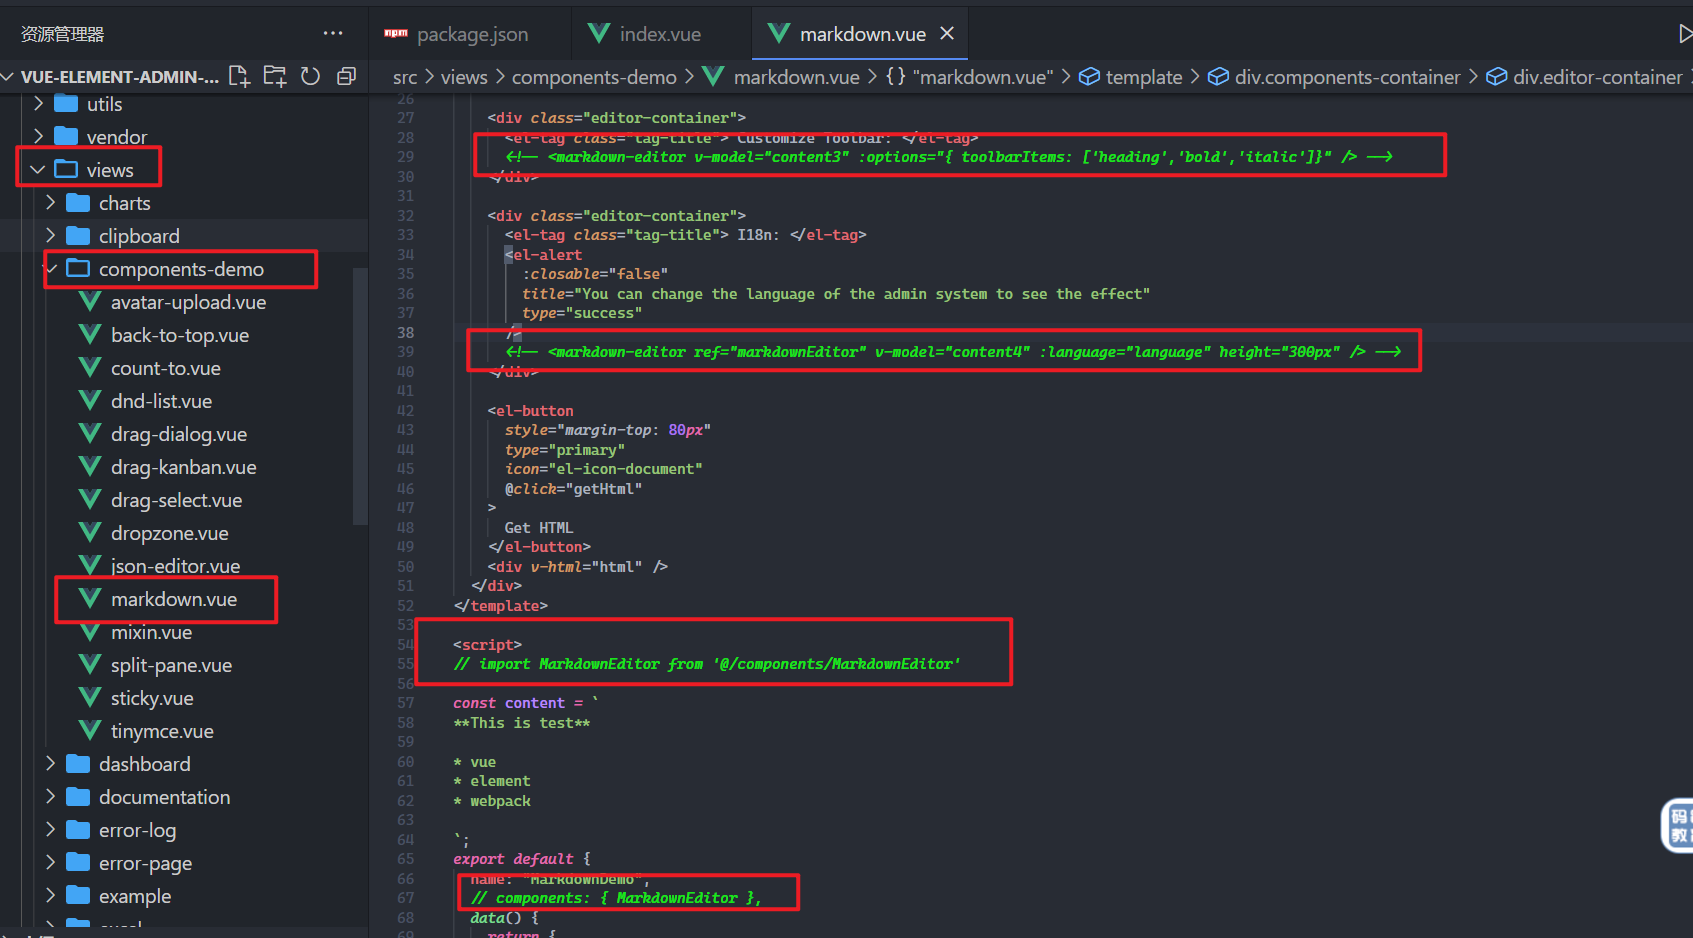 资源管理器
···
VUE-ELEMENT-ADMIN-...
utils
vendor
views
charts
clipboard
components-demo
avatar-upload.vue
back-to-top.vue
count-to.vue
dnd-list.vue
drag-dialog.vue
drag-kanban.vue
drag-select.vue
dropzone.vue
json-editor.vue
markdown.vue
mixin.vue
split-pane.vue
sticky.vue
tinymce.vue
dashboard
documentation
error-log
error-page
example
excel
npm package.json
index.vue
markdown.vue ×
src > views > components-demo > markdown.vue > {} "markdown.vue" > template > div.components-container > div.editor-container
26
27 <div class="editor-container">
28 <el-tag class="tag-title"> Customize Toolbar: </el-tag>
29 <!-- <markdown-editor v-model="content3" :options="{ toolbarItems: ['heading','bold','italic']}" /> -->
30 </div>
31
32 <div class="editor-container">
33 <el-tag class="tag-title"> I18n: </el-tag>
34 <el-alert
35 :closable="false"
36 title="You can change the language of the admin system to see the effect"
37 type="success"
38 />
39 <!-- <markdown-editor ref="markdownEditor" v-model="content4" :language="language" height="300px" /> -->
40 </div>
41
42 <el-button
43 style="margin-top: 80px"
44 type="primary"
45 icon="el-icon-document"
46 @click="getHtml"
47 >
48 Get HTML
49 </el-button>
50 <div v-html="html" />
51 </div>
52 </template>
53
54 <script>
55 // import MarkdownEditor from '@/components/MarkdownEditor'
56
57 const content = `
58 **This is test**
59
60 * vue
61 * element
62 * webpack
63
64 `;
65 export default {
66 name: "MarkdownDemo",
67 // components: { MarkdownEditor },
68 data() {
69 return {
码
教